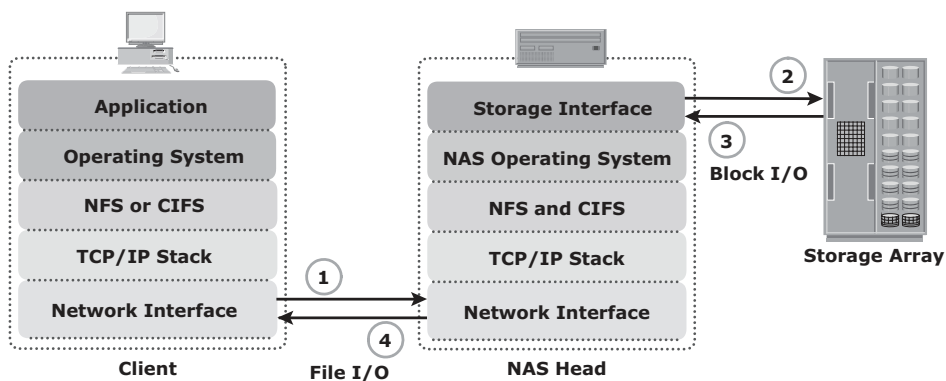 Application
Operating System
NFS or CIFS
TCP/IP Stack
Network Interface
Client
1
4
File I/O
Storage Interface
NAS Operating System
NFS and CIFS
TCP/IP Stack
Network Interface
NAS Head
2
3
Block I/O
Storage Array